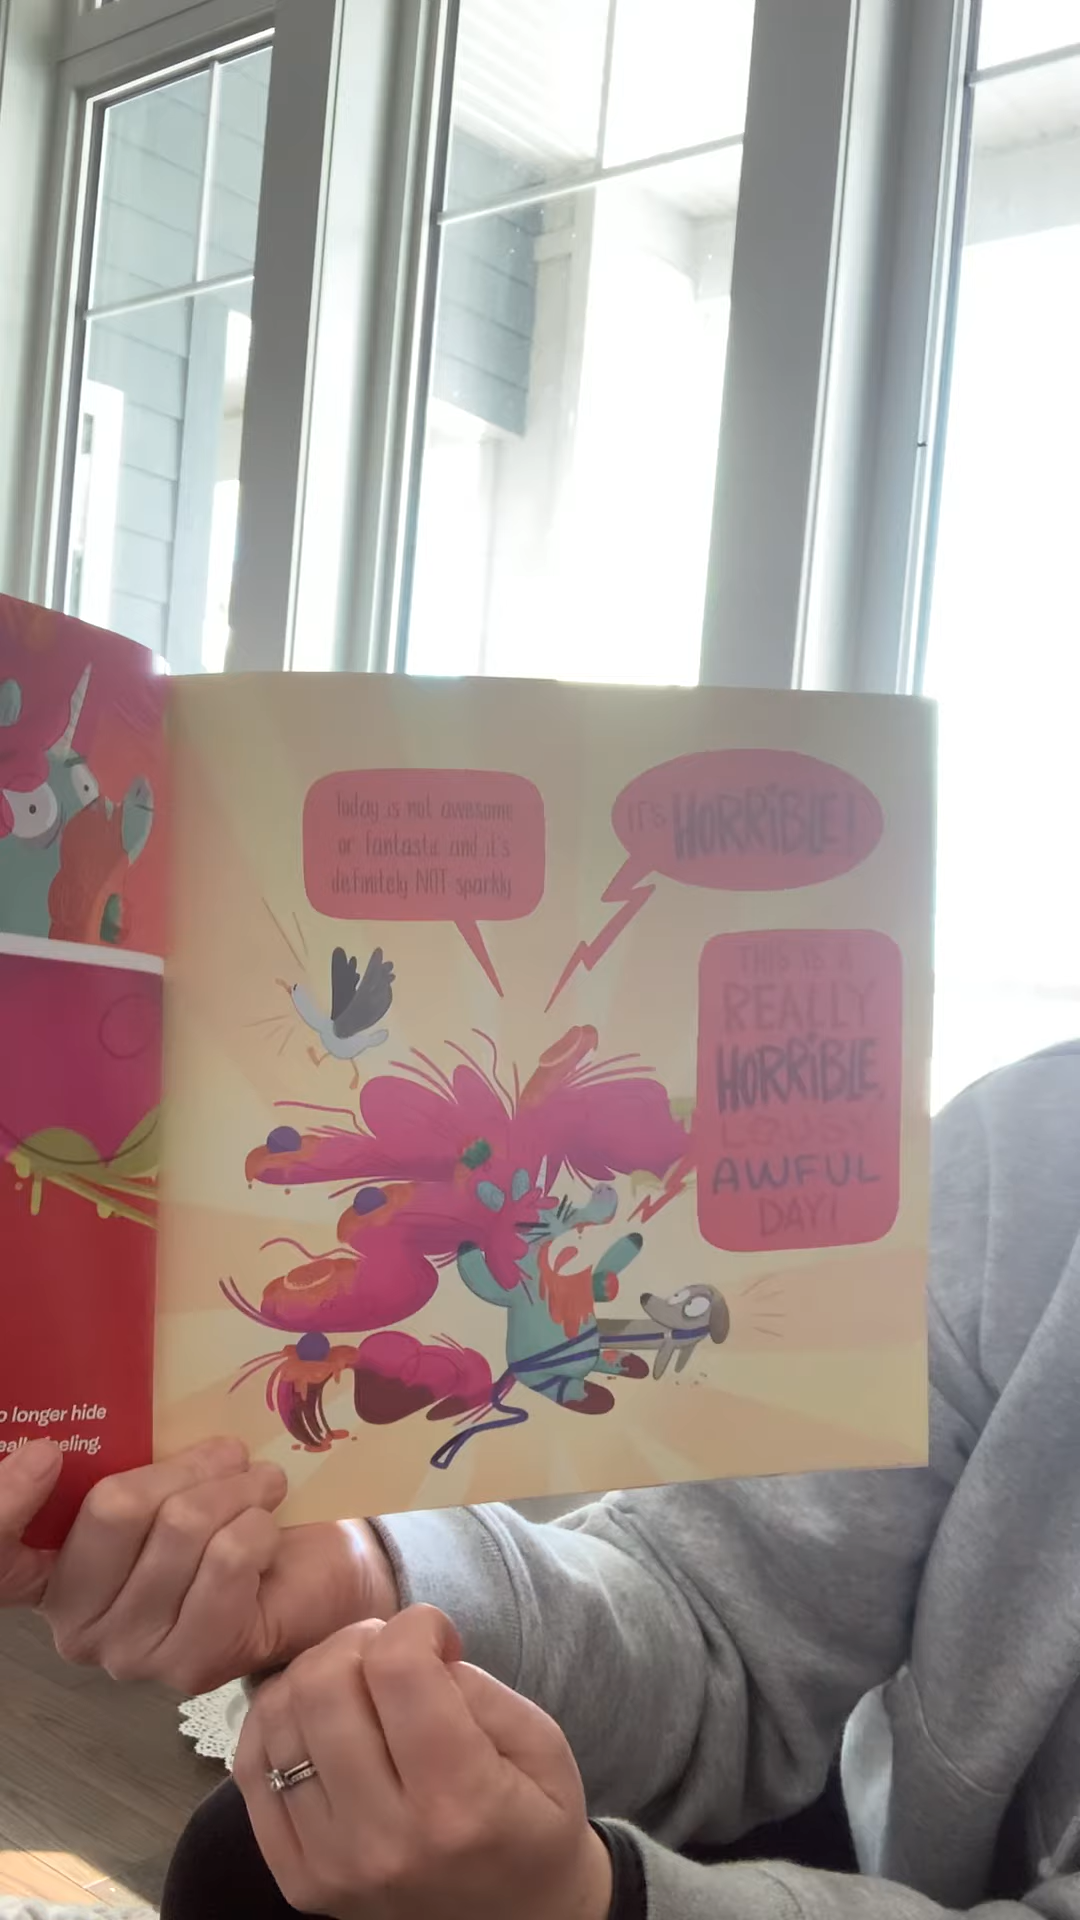 o longer hide
eeling.
Today is not awesome
or fantastic and it's
definitely NOT sparkly
IT'S HORRIBLE!
THIS IS A
REALLY
HORRIBLE,
LOUSY
AWFUL
DAY!